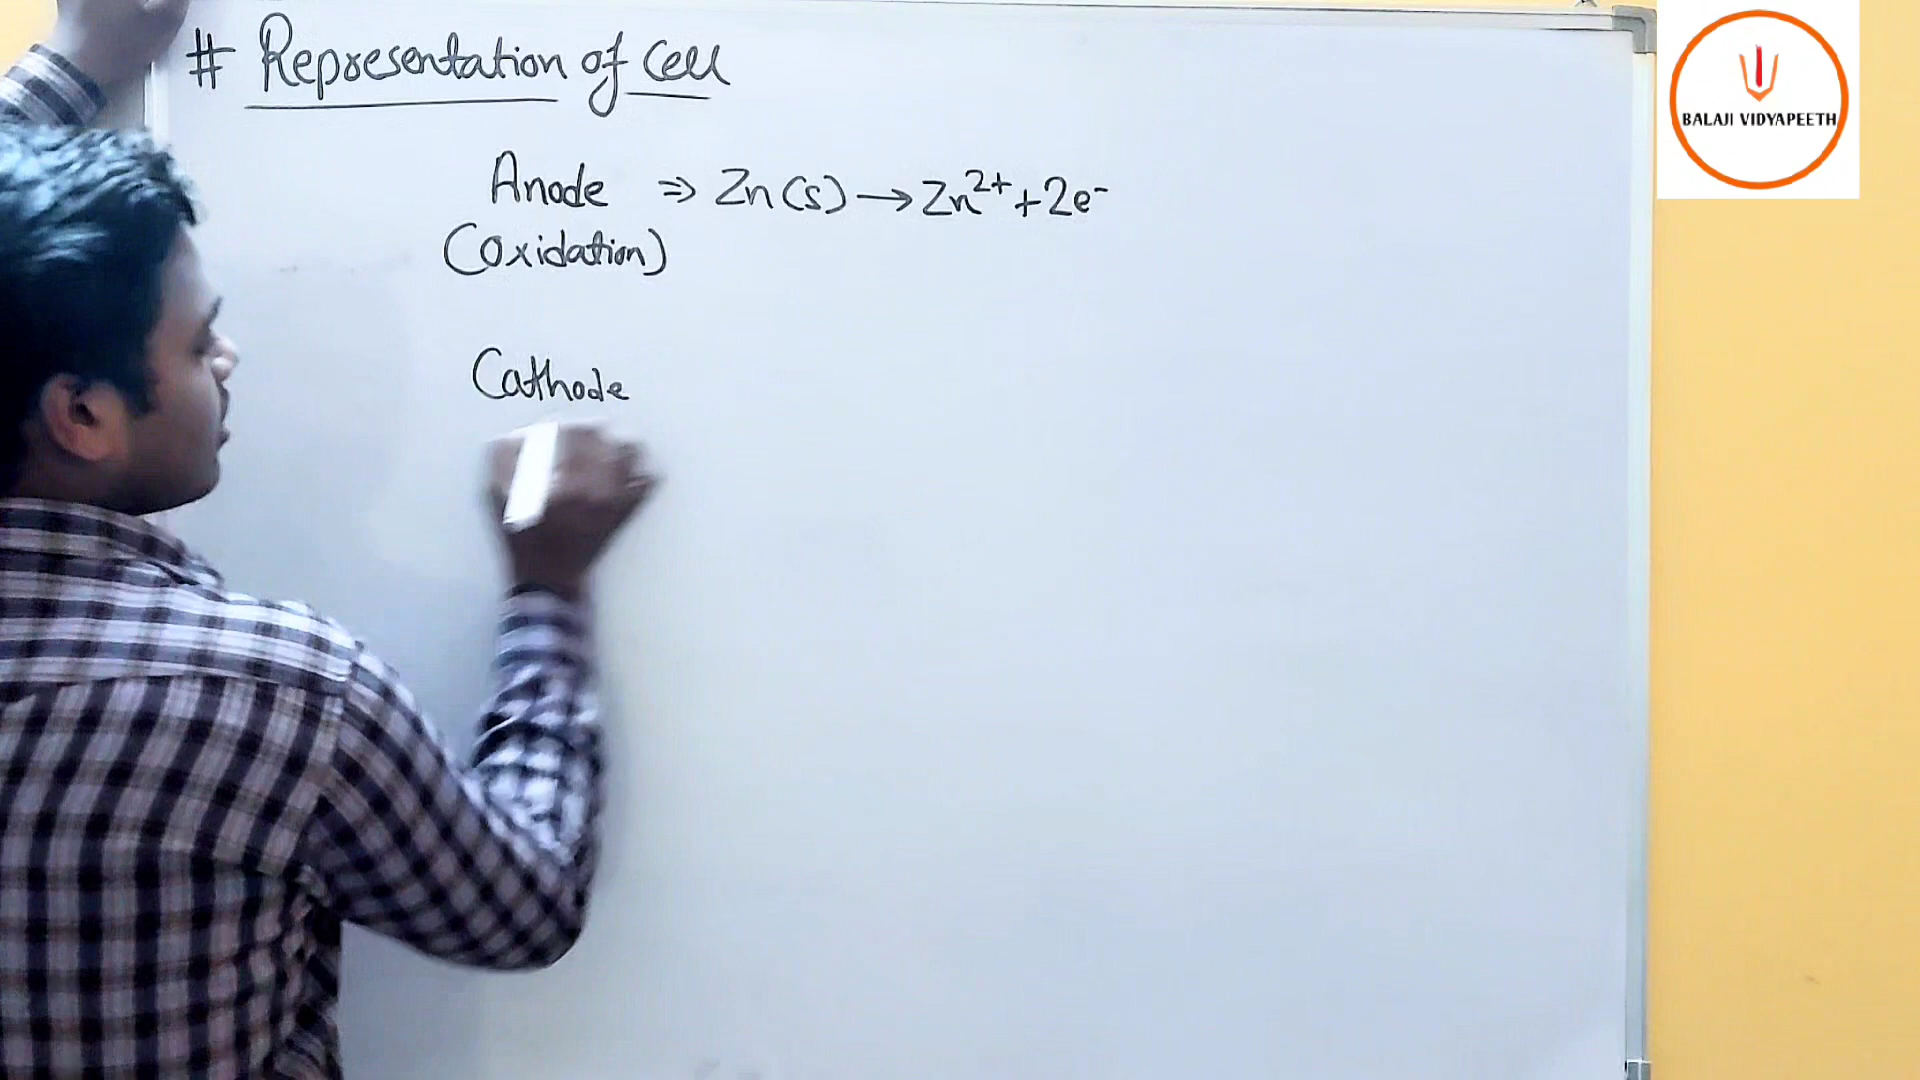 # Representation of Cell
Anode ⇒ Zn(s) → Zn²⁺ + 2e⁻
(Oxidation)
Cathode
BALAJI VIDYAPEETH